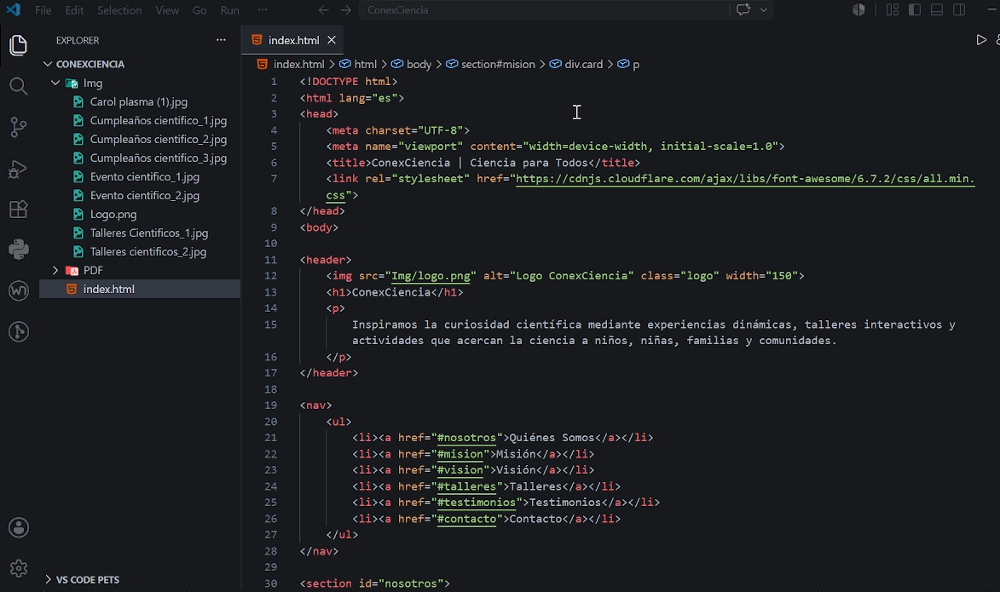 File Edit Selection View Go Run ··· ConexCiencia
EXPLORER ···
index.html
CONEXCIENCIA
index.html > html > body > section#mision > div.card > p
Img
Carol plasma (1).jpg
Cumpleaños cientifico_1.jpg
Cumpleaños cientifico_2.jpg
Cumpleaños cientifico_3.jpg
Evento cientifico_1.jpg
Evento cientifico_2.jpg
Logo.png
Talleres Cientificos_1.jpg
Talleres cientificos_2.jpg
PDF
index.html
VS CODE PETS
1 <!DOCTYPE html>
2 <html lang="es">
3 <head>
4 <meta charset="UTF-8">
5 <meta name="viewport" content="width=device-width, initial-scale=1.0">
6 <title>ConexCiencia | Ciencia para Todos</title>
7 <link rel="stylesheet" href="https://cdnjs.cloudflare.com/ajax/libs/font-awesome/6.7.2/css/all.min.
css">
8 </head>
9 <body>
10
11 <header>
12 <img src="Img/logo.png" alt="Logo ConexCiencia" class="logo" width="150">
13 <h1>ConexCiencia</h1>
14 <p>
15 Inspiramos la curiosidad científica mediante experiencias dinámicas, talleres interactivos y
actividades que acercan la ciencia a niños, niñas, familias y comunidades.
16 </p>
17 </header>
18
19 <nav>
20 <ul>
21 <li><a href="#nosotros">Quiénes Somos</a></li>
22 <li><a href="#mision">Misión</a></li>
23 <li><a href="#vision">Visión</a></li>
24 <li><a href="#talleres">Talleres</a></li>
25 <li><a href="#testimonios">Testimonios</a></li>
26 <li><a href="#contacto">Contacto</a></li>
27 </ul>
28 </nav>
29
30 <section id="nosotros">